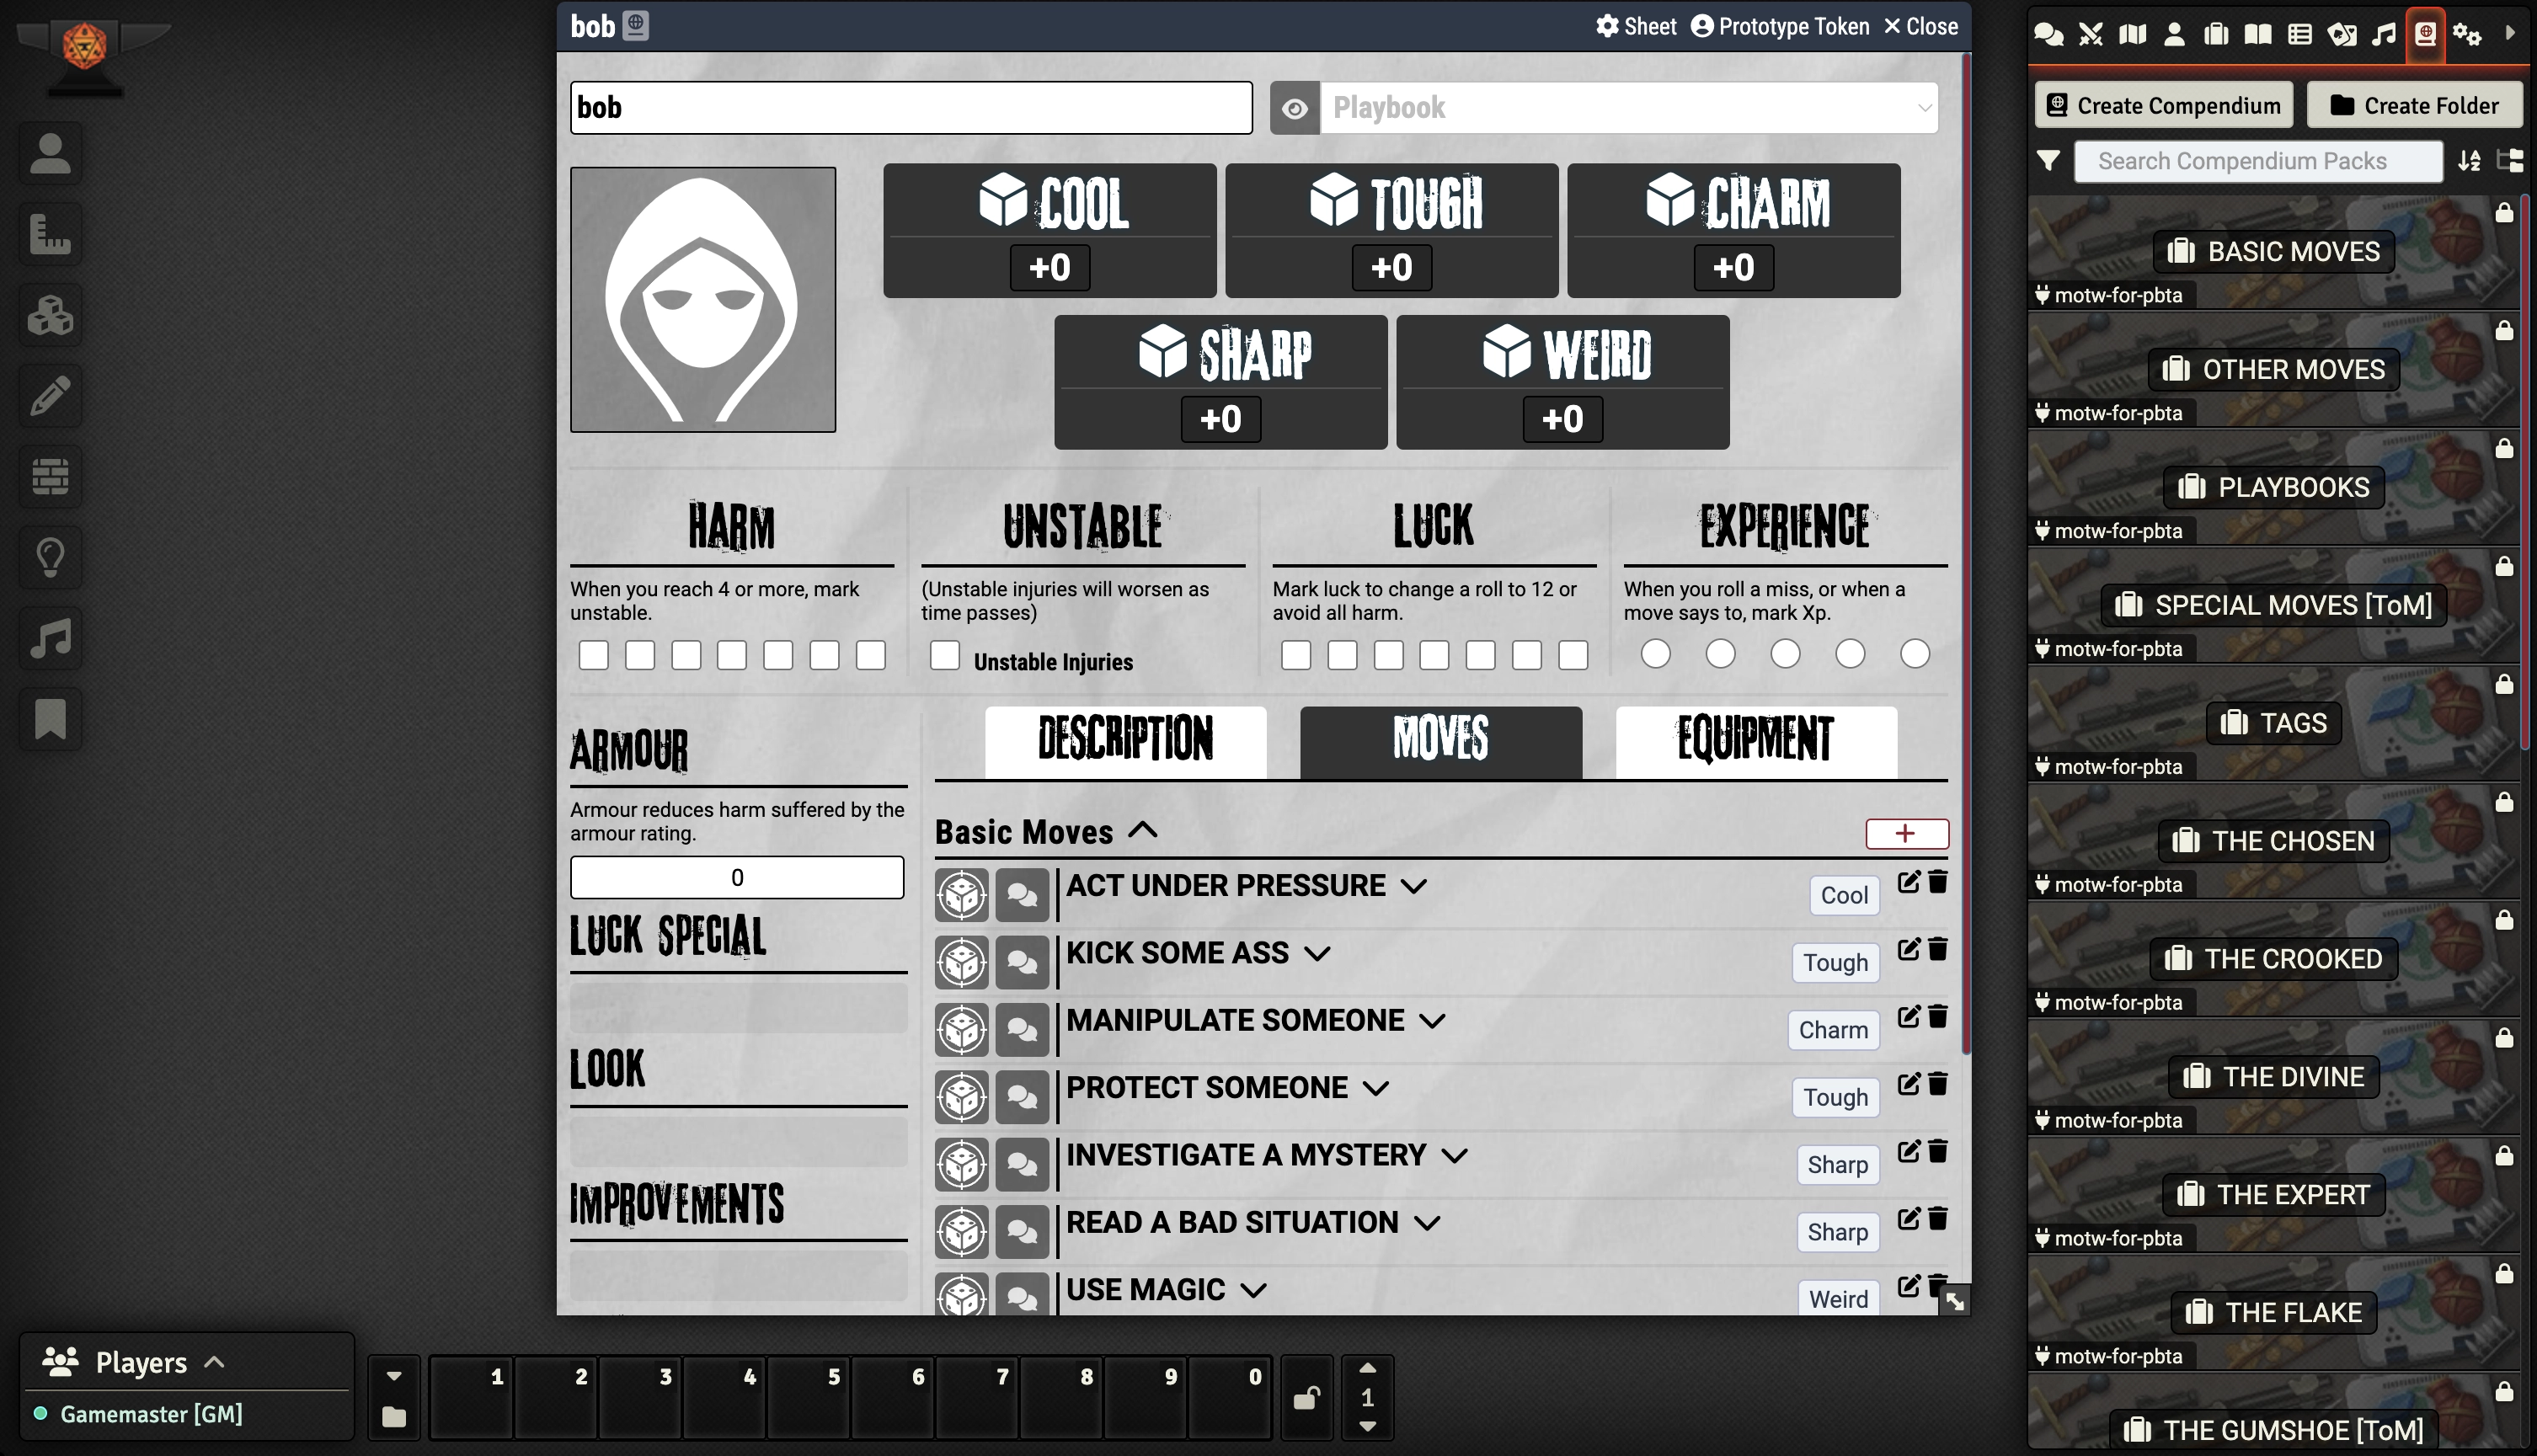 bob
Sheet
Prototype Token
Close
bob
Playbook
COOL
+0
TOUGH
+0
CHARM
+0
SHARP
+0
WEIRD
+0
HARM
When you reach 4 or more, mark
unstable.
UNSTABLE
(Unstable injuries will worsen as
time passes)
Unstable Injuries
LUCK
Mark luck to change a roll to 12 or
avoid all harm.
EXPERIENCE
When you roll a miss, or when a
move says to, mark Xp.
ARMOUR
Armour reduces harm suffered by the
armour rating.
0
LUCK SPECIAL
LOOK
IMPROVEMENTS
DESCRIPTION
MOVES
EQUIPMENT
Basic Moves
ACT UNDER PRESSURE
Cool
KICK SOME ASS
Tough
MANIPULATE SOMEONE
Charm
PROTECT SOMEONE
Tough
INVESTIGATE A MYSTERY
Sharp
READ A BAD SITUATION
Sharp
USE MAGIC
Weird
Players
Gamemaster [GM]
1
2
3
4
5
6
7
8
9
0
1
Create Compendium
Create Folder
Search Compendium Packs
BASIC MOVES
motw-for-pbta
OTHER MOVES
motw-for-pbta
PLAYBOOKS
motw-for-pbta
SPECIAL MOVES [ToM]
motw-for-pbta
TAGS
motw-for-pbta
THE CHOSEN
motw-for-pbta
THE CROOKED
motw-for-pbta
THE DIVINE
motw-for-pbta
THE EXPERT
motw-for-pbta
THE FLAKE
motw-for-pbta
THE GUMSHOE [ToM]